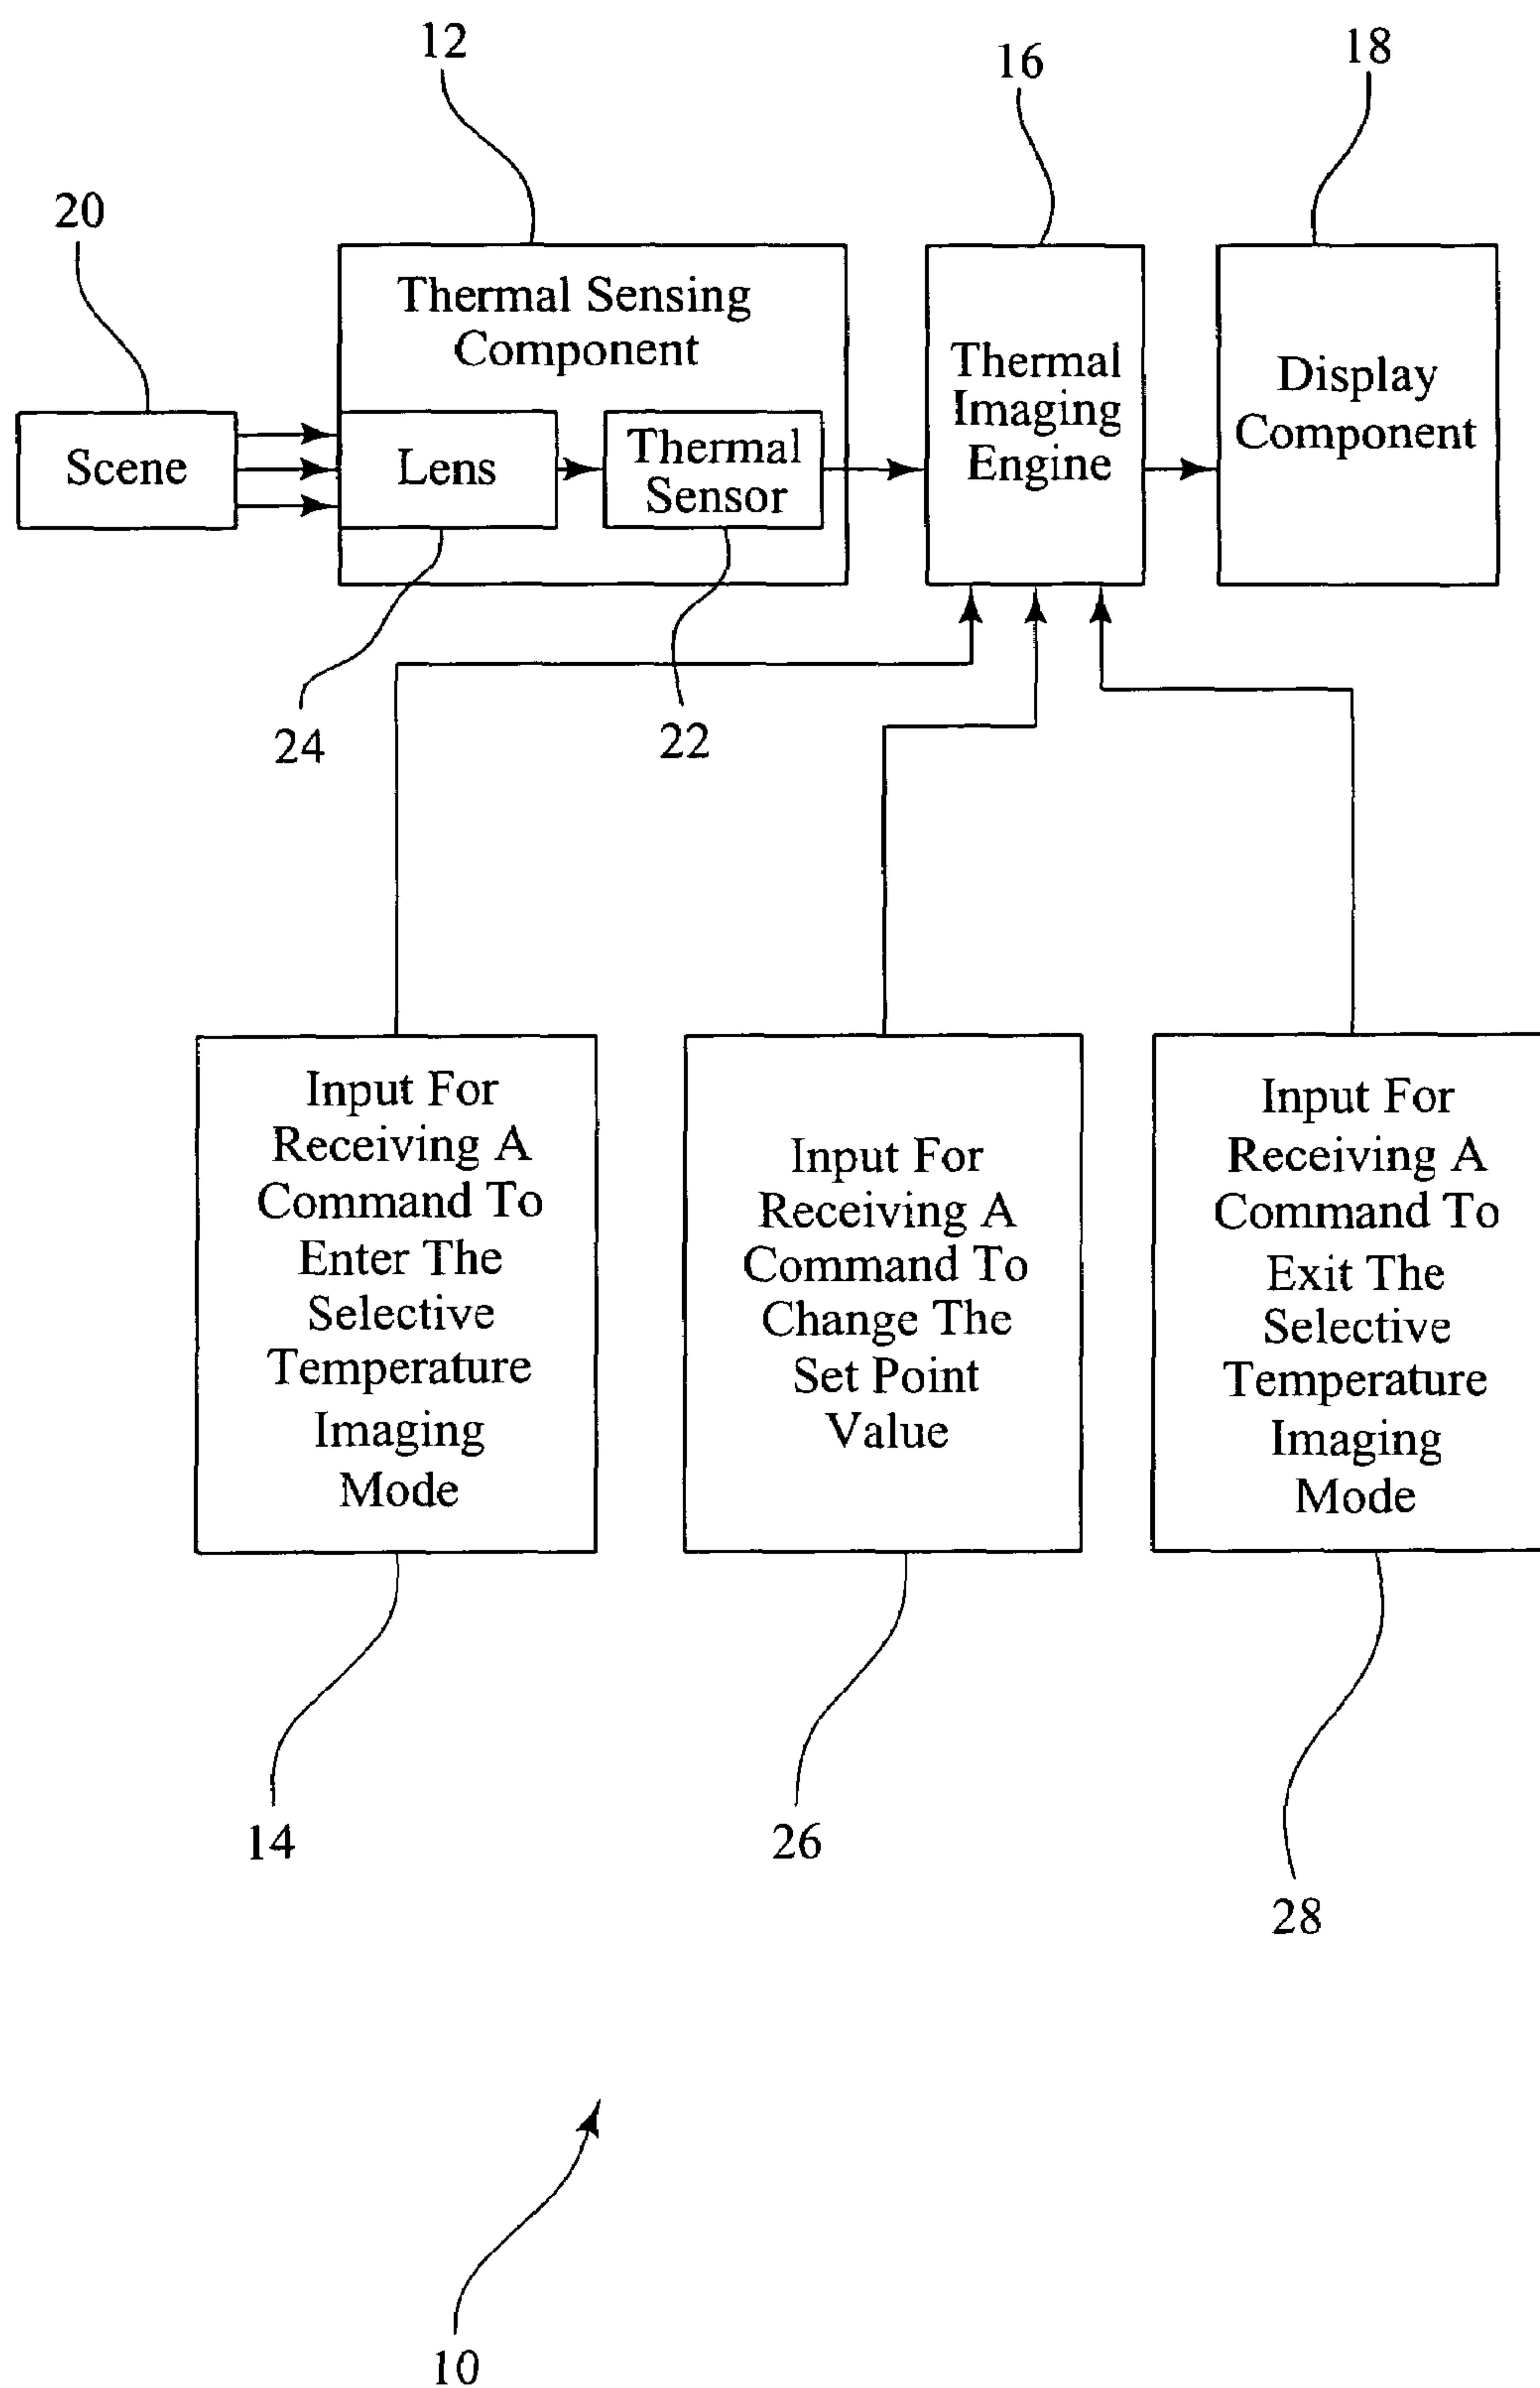 12
16
18
20
Thermal Sensing
Component
Thermal
Imaging
Engine
Display
Component
Scene
Lens
Thermal
Sensor
24
22
Input For
Receiving A
Command To
Enter The
Selective
Temperature
Imaging
Mode
Input For
Receiving A
Command To
Change The
Set Point
Value
Input For
Receiving A
Command To
Exit The
Selective
Temperature
Imaging
Mode
14
26
28
10